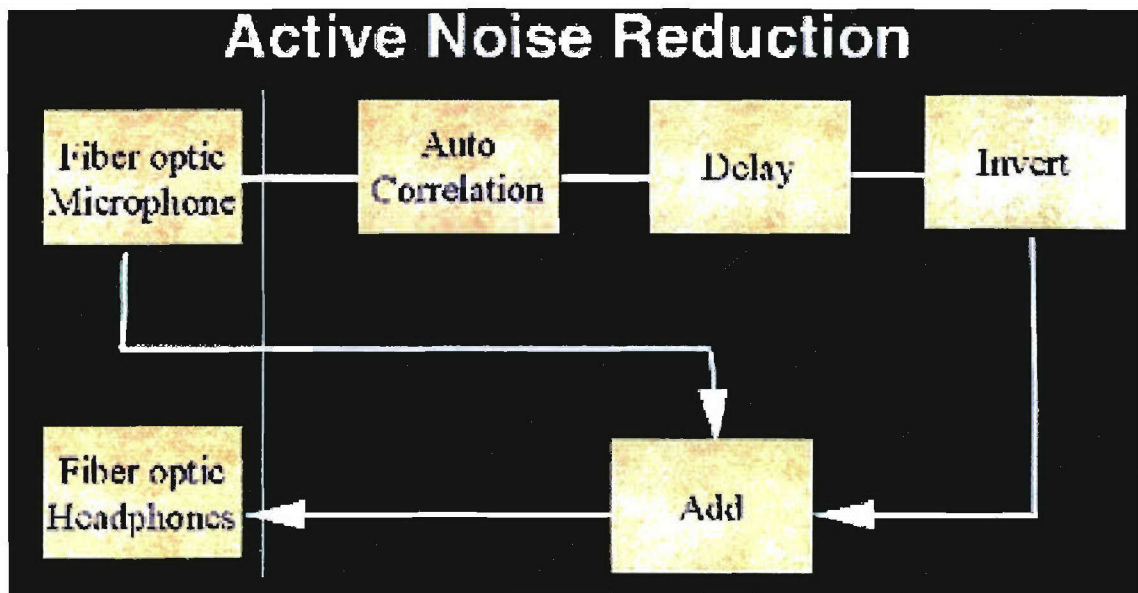 Active Noise Reduction
Fiber optic
Microphone
Auto
Correlation
Delay
Invert
Fiber optic
Headphones
Add